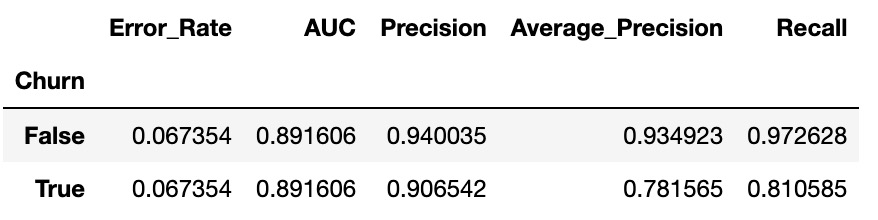 Error_Rate AUC Precision Average_Precision Recall
Churn
False 0.067354 0.891606 0.940035 0.934923 0.972628
True 0.067354 0.891606 0.906542 0.781565 0.810585